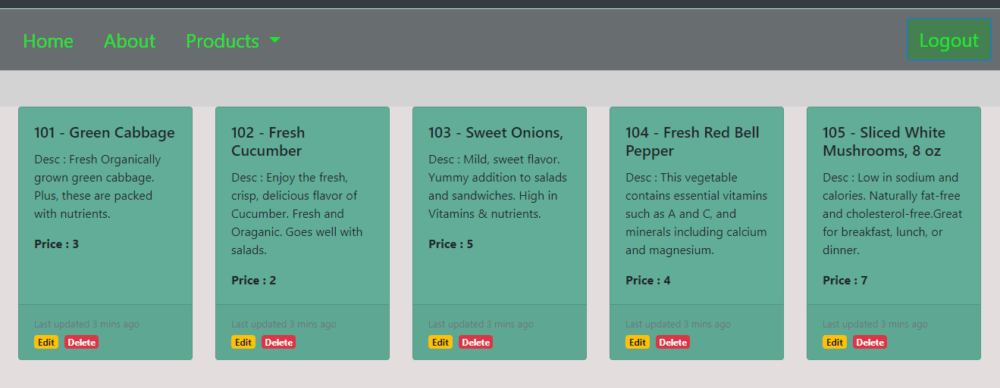 Home About Products Logout
101 - Green Cabbage
Desc : Fresh Organically
grown green cabbage.
Plus, these are packed
with nutrients.
Price : 3
Last updated 3 mins ago
Edit Delete
102 - Fresh
Cucumber
Desc : Enjoy the fresh,
crisp, delicious flavor of
Cucumber. Fresh and
Oraganic. Goes well with
salads.
Price : 2
Last updated 3 mins ago
Edit Delete
103 - Sweet Onions,
Desc : Mild, sweet flavor.
Yummy addition to salads
and sandwiches. High in
Vitamins & nutrients.
Price : 5
Last updated 3 mins ago
Edit Delete
104 - Fresh Red Bell
Pepper
Desc : This vegetable
contains essential vitamins
such as A and C, and
minerals including calcium
and magnesium.
Price : 4
Last updated 3 mins ago
Edit Delete
105 - Sliced White
Mushrooms, 8 oz
Desc : Low in sodium and
calories. Naturally fat-free
and cholesterol-free.Great
for breakfast, lunch, or
dinner.
Price : 7
Last updated 3 mins ago
Edit Delete